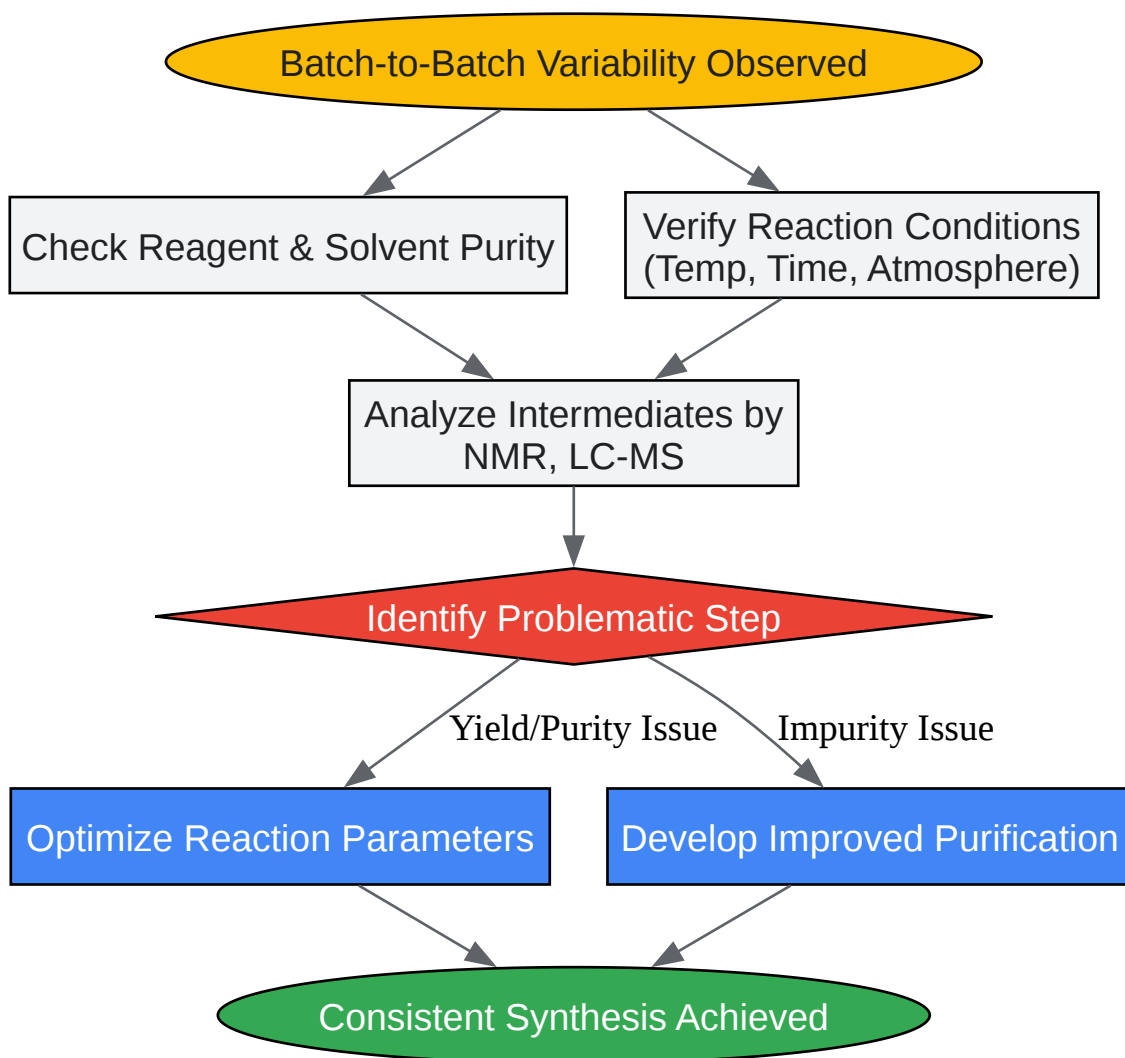 Batch-to-Batch Variability Observed
Check Reagent & Solvent Purity
Verify Reaction Conditions
(Temp, Time, Atmosphere)
Analyze Intermediates by
NMR, LC-MS
Identify Problematic Step
Yield/Purity Issue
Impurity Issue
Optimize Reaction Parameters
Develop Improved Purification
Consistent Synthesis Achieved